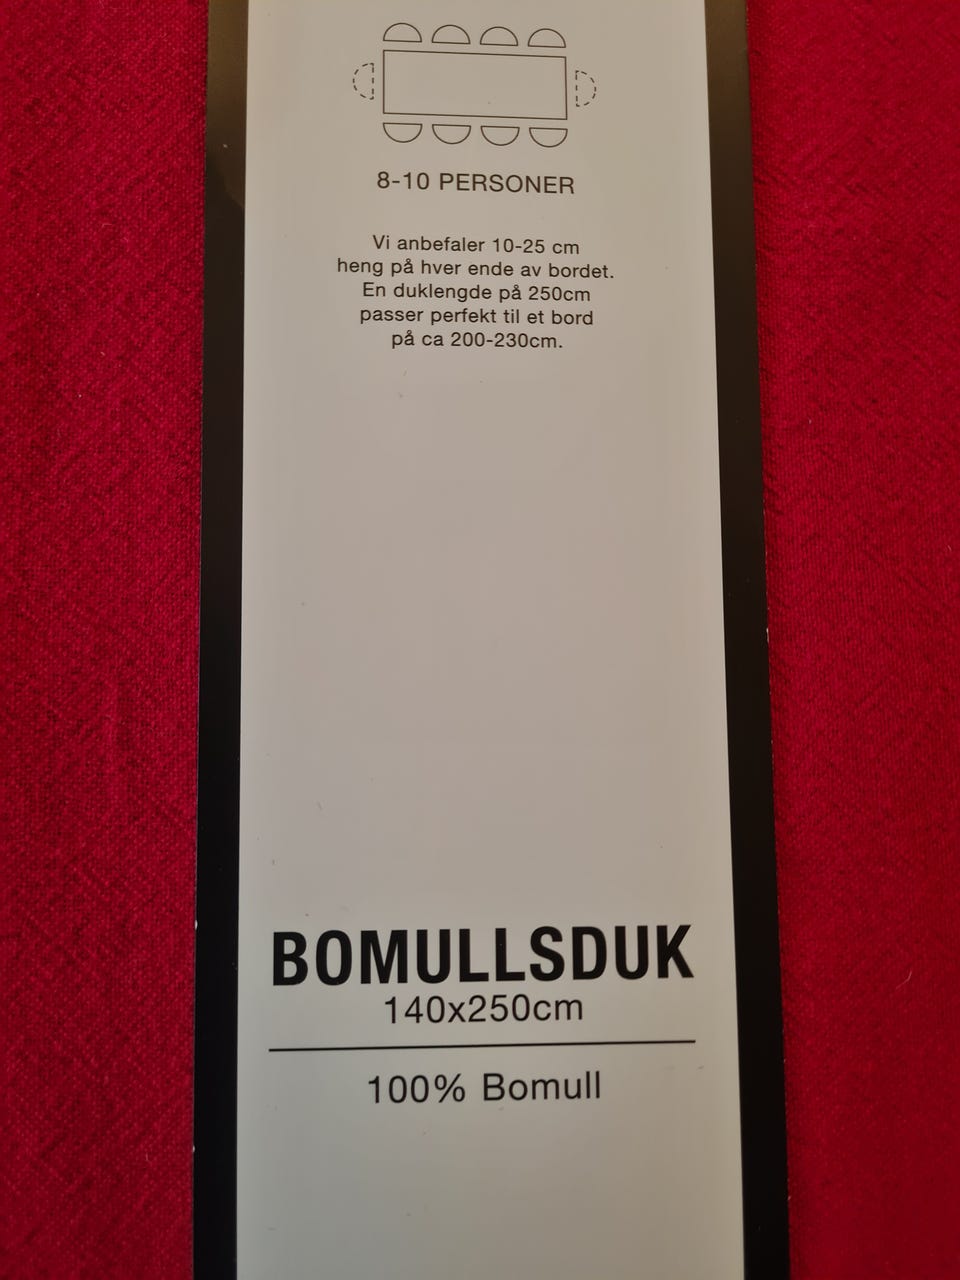 8-10 PERSONER
Vi anbefaler 10-25 cm
heng på hver ende av bordet.
En duklengde på 250cm
passer perfekt til et bord
på ca 200-230cm.
BOMULLSDUK
140x250cm
100% Bomull